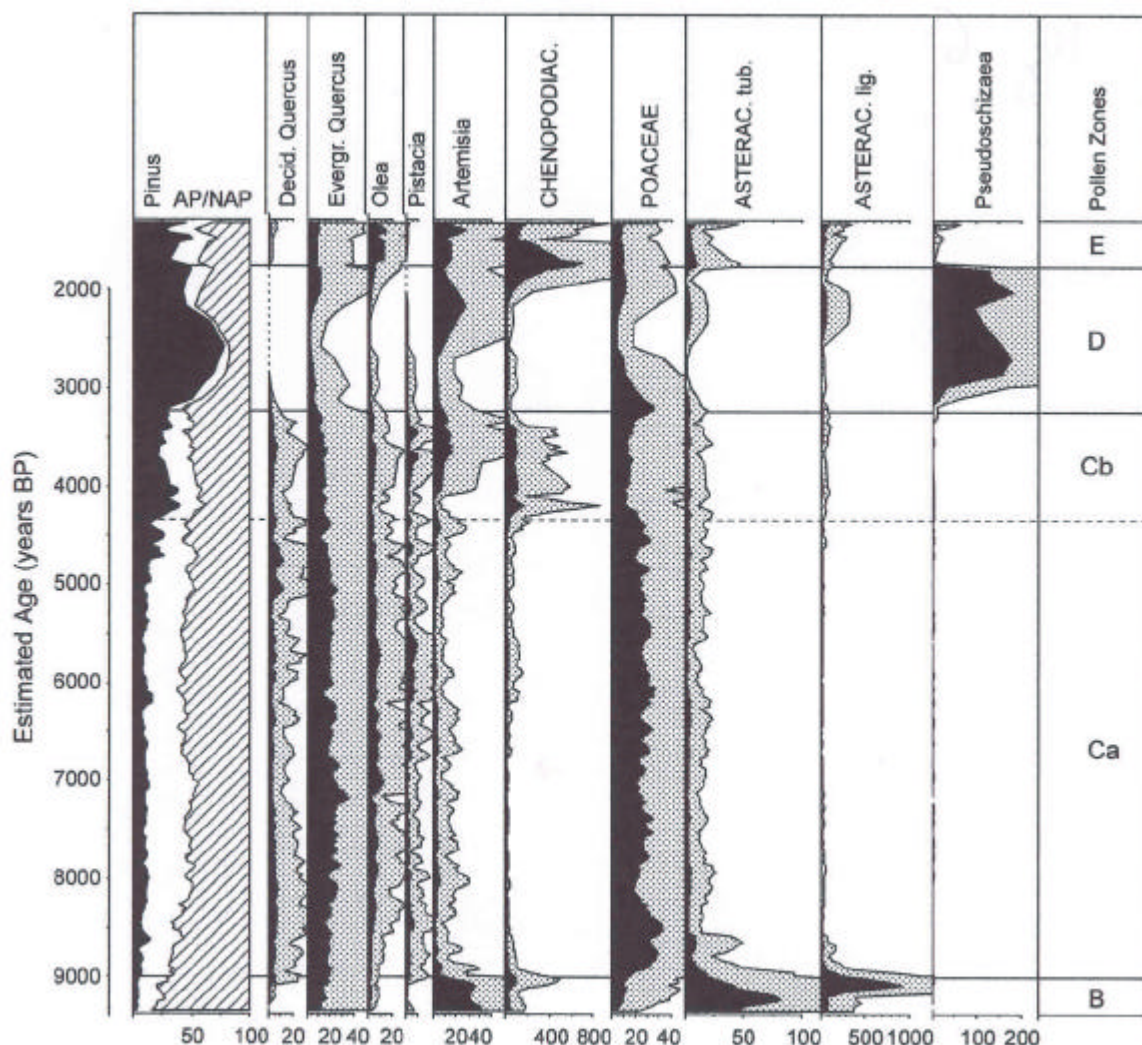 Pinus
AP/NAP
Decid. Quercus
Evergr. Quercus
Olea
Pistacia
Artemisia
CHENOPODIAC.
POACEAE
ASTERAC. tub.
ASTERAC. lig.
Pseudoschizaea
Pollen Zones
Estimated Age (years BP)
2000
3000
4000
5000
6000
7000
8000
9000
E
D
Cb
Ca
B
50 100 20 20 40 20 20 2040 400 800 20 40 50 100 500 1000 100 200